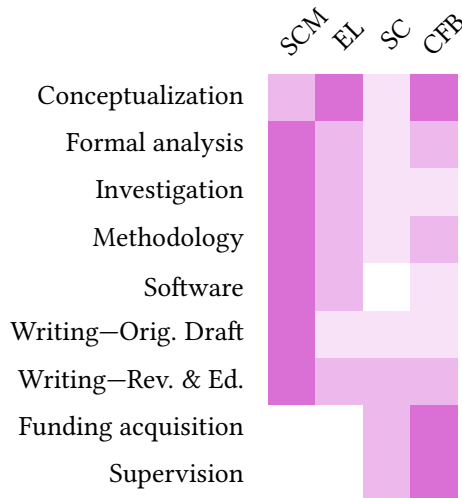 SCM EL SC CFB
Conceptualization
Formal analysis
Investigation
Methodology
Software
Writing—Orig. Draft
Writing—Rev. & Ed.
Funding acquisition
Supervision